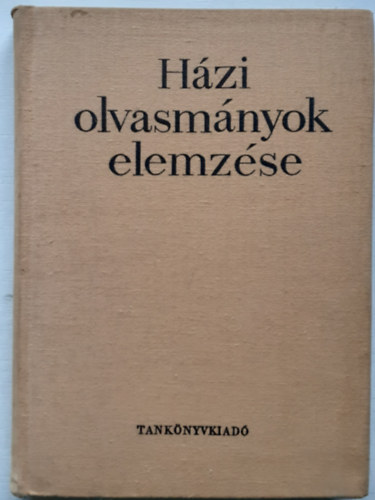 Házi
olvasmányok
elemzése
TANKÖNYVKIADÓ